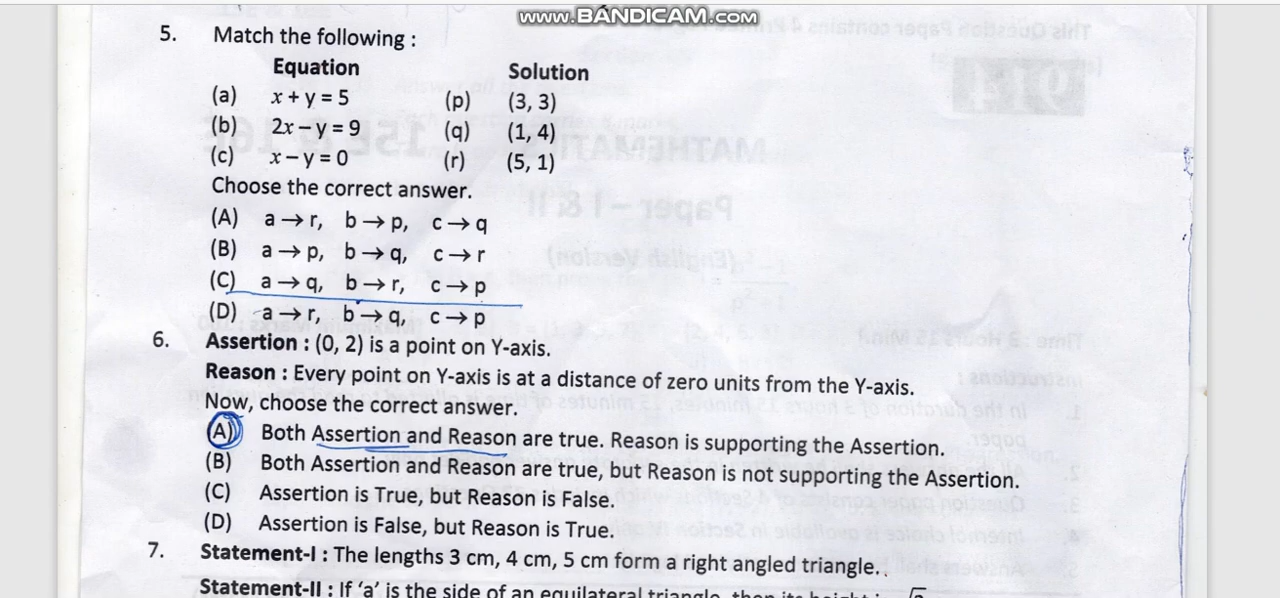 www.BANDICAM.com
5. Match the following :
Equation Solution
(a) x + y = 5 (p) (3, 3)
(b) 2x – y = 9 (q) (1, 4)
(c) x – y = 0 (r) (5, 1)
Choose the correct answer.
(A) a → r, b → p, c → q
(B) a → p, b → q, c → r
(C) a → q, b → r, c → p
(D) a → r, b → q, c → p
6. Assertion : (0, 2) is a point on Y-axis.
Reason : Every point on Y-axis is at a distance of zero units from the Y-axis.
Now, choose the correct answer.
(A) Both Assertion and Reason are true. Reason is supporting the Assertion.
(B) Both Assertion and Reason are true, but Reason is not supporting the Assertion.
(C) Assertion is True, but Reason is False.
(D) Assertion is False, but Reason is True.
7. Statement-I : The lengths 3 cm, 4 cm, 5 cm form a right angled triangle.
Statement-II : If 'a' is the side of an equilateral triangle, then its height